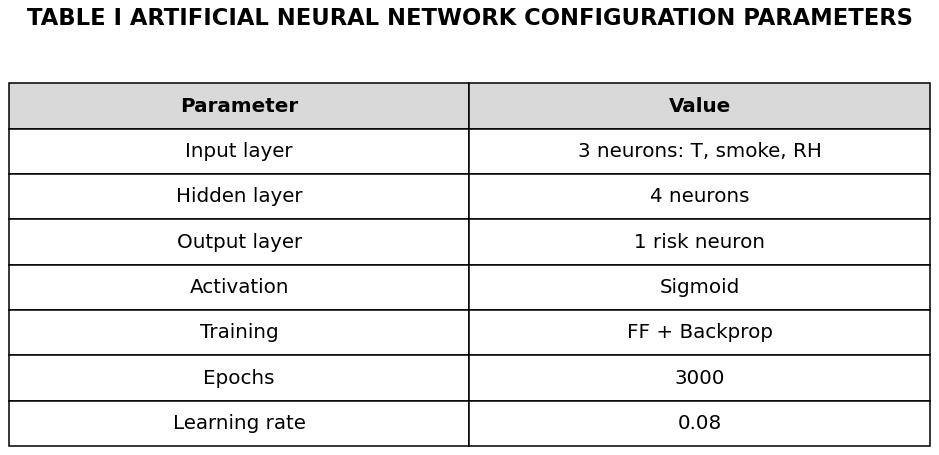 TABLE I ARTIFICIAL NEURAL NETWORK CONFIGURATION PARAMETERS
Parameter Value
Input layer 3 neurons: T, smoke, RH
Hidden layer 4 neurons
Output layer 1 risk neuron
Activation Sigmoid
Training FF + Backprop
Epochs 3000
Learning rate 0.08